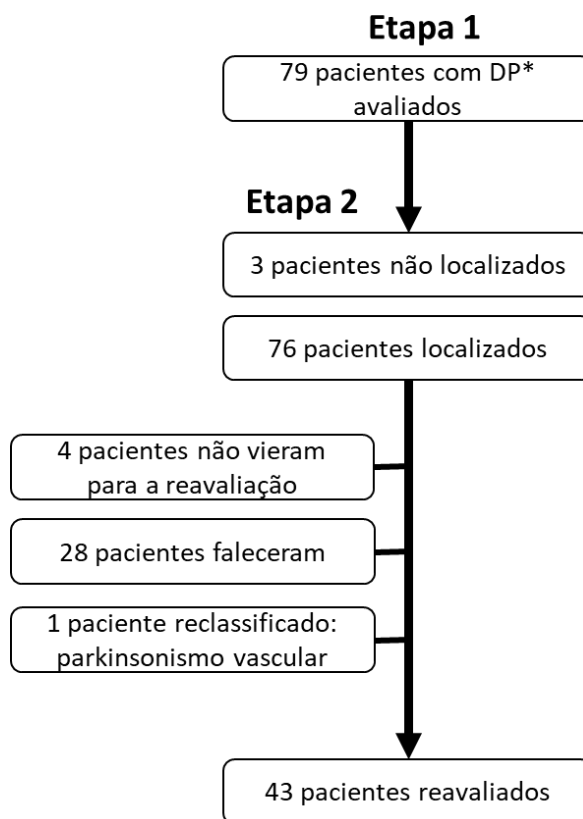 Etapa 1
79 pacientes com DP*
avaliados
Etapa 2
3 pacientes não localizados
76 pacientes localizados
4 pacientes não vieram
para a reavaliação
28 pacientes faleceram
1 paciente reclassificado:
parkinsonismo vascular
43 pacientes reavaliados